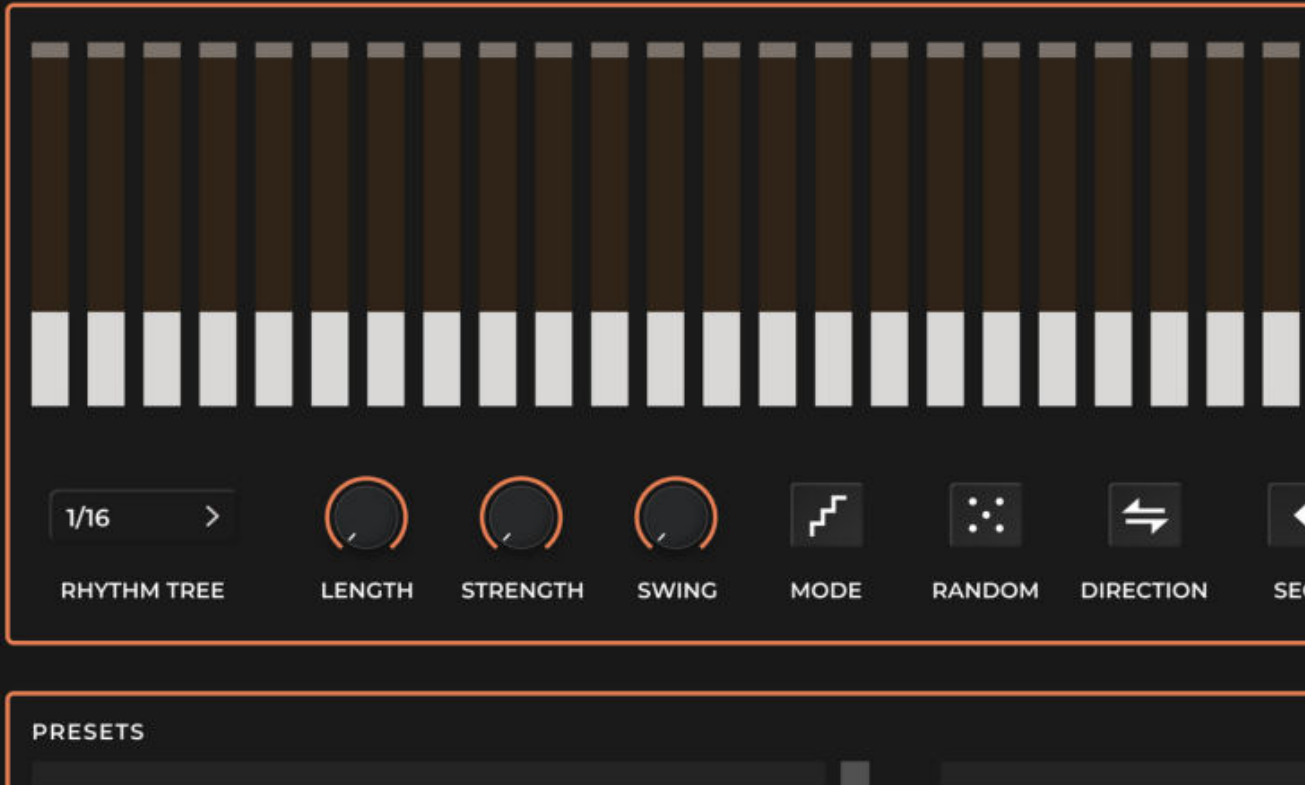 1/16
RHYTHM TREE
LENGTH
STRENGTH
SWING
MODE
RANDOM
DIRECTION
PRESETS